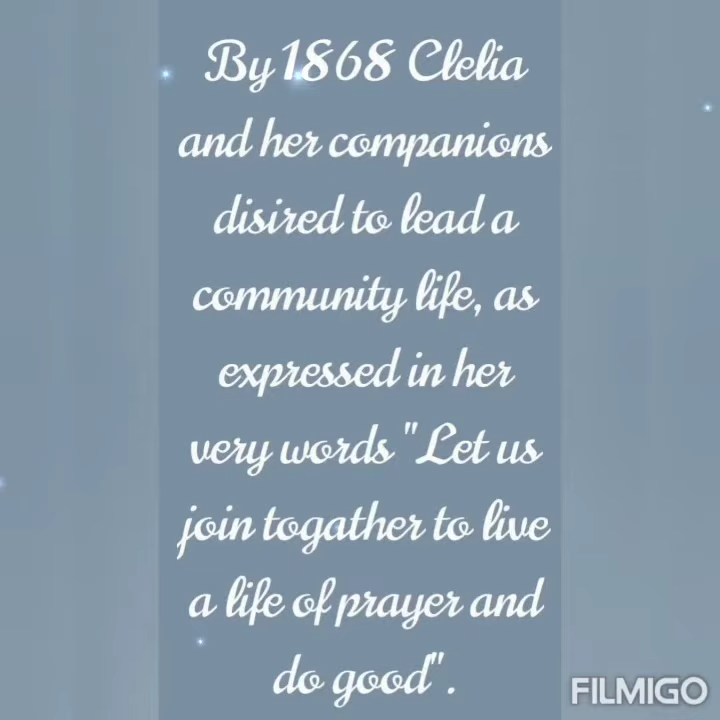 By 1868 Clelia
and her companions
disired to lead a
community life, as
expressed in her
very words "Let us
join togather to live
a life of prayer and
do good".
FILMIGO